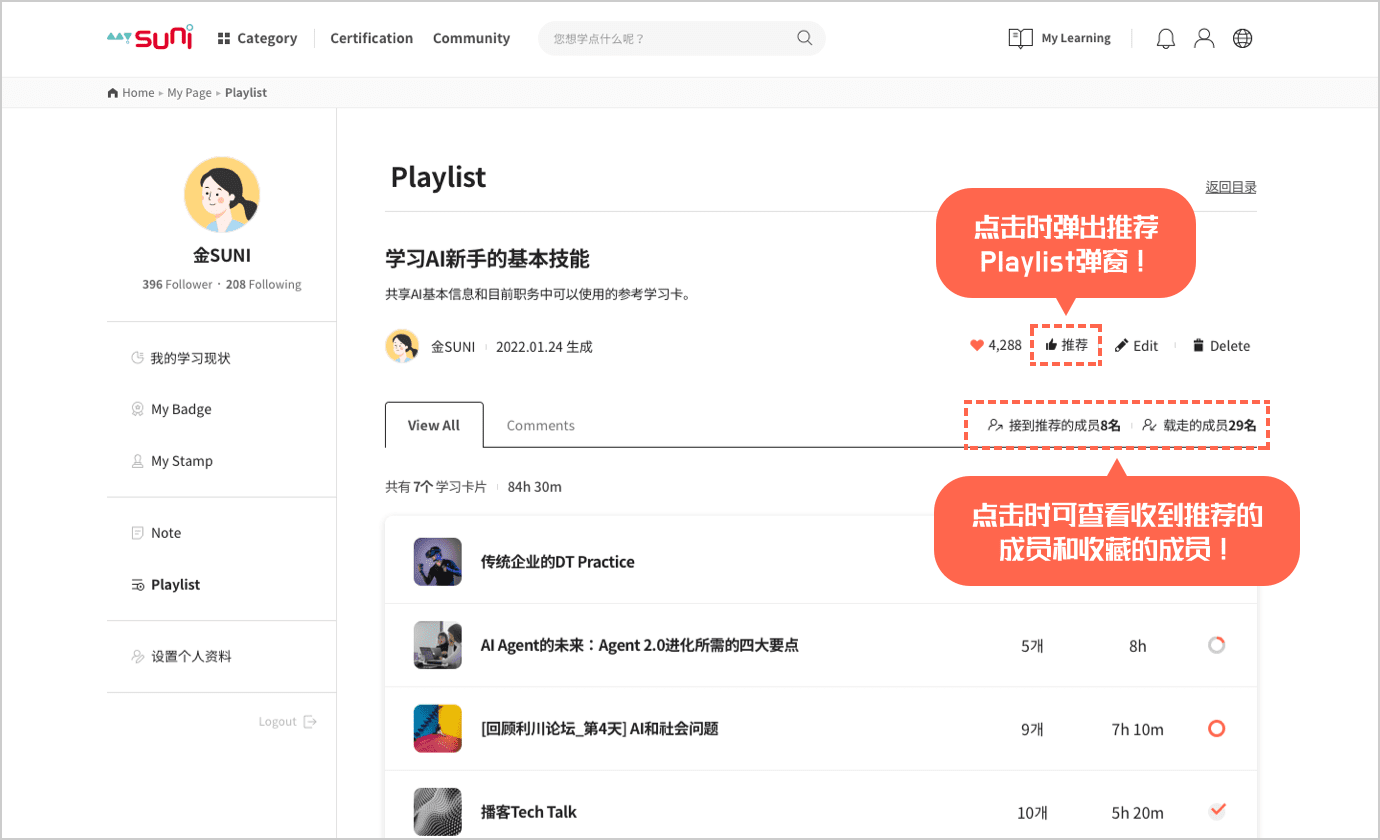 mySUNI
Category
Certification
Community
您想学点什么呢？
My Learning
Home ▸ My Page ▸ Playlist
金SUNI
396 Follower · 208 Following
我的学习现状
My Badge
My Stamp
Note
Playlist
设置个人资料
Logout
Playlist
返回目录
点击时弹出推荐
Playlist弹窗！
学习AI新手的基本技能
共享AI基本信息和目前职务中可以使用的参考学习卡。
金SUNI
2022.01.24 生成
4,288
推荐
Edit
Delete
View All
Comments
接到推荐的成员8名
载走的成员29名
共有 7个 学习卡片
84h 30m
点击时可查看收到推荐的
成员和收藏的成员！
传统企业的DT Practice
AI Agent的未来：Agent 2.0进化所需的四大要点
5개
8h
[回顾利川论坛_第4天] AI和社会问题
9개
7h 10m
播客Tech Talk
10개
5h 20m